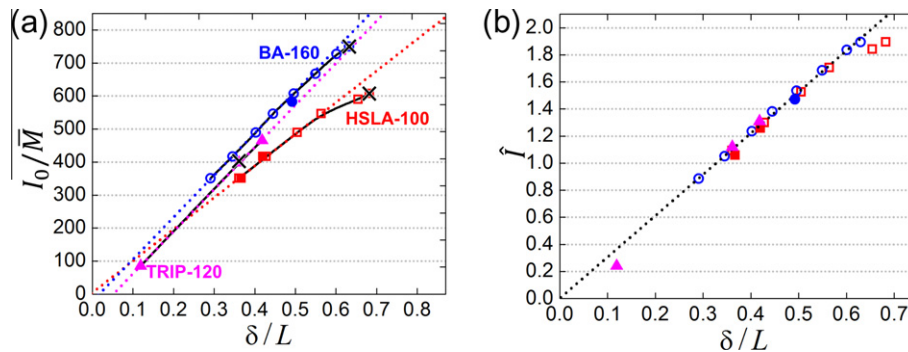 (a)
I₀/M̅
800
700
600
500
400
300
200
100
0
BA-160
HSLA-100
TRIP-120
0.0 0.1 0.2 0.3 0.4 0.5 0.6 0.7 0.8
δ/L
(b)
Î
2.0
1.8
1.6
1.4
1.2
1.0
0.8
0.6
0.4
0.2
0.0
0.0 0.1 0.2 0.3 0.4 0.5 0.6 0.7
δ/L